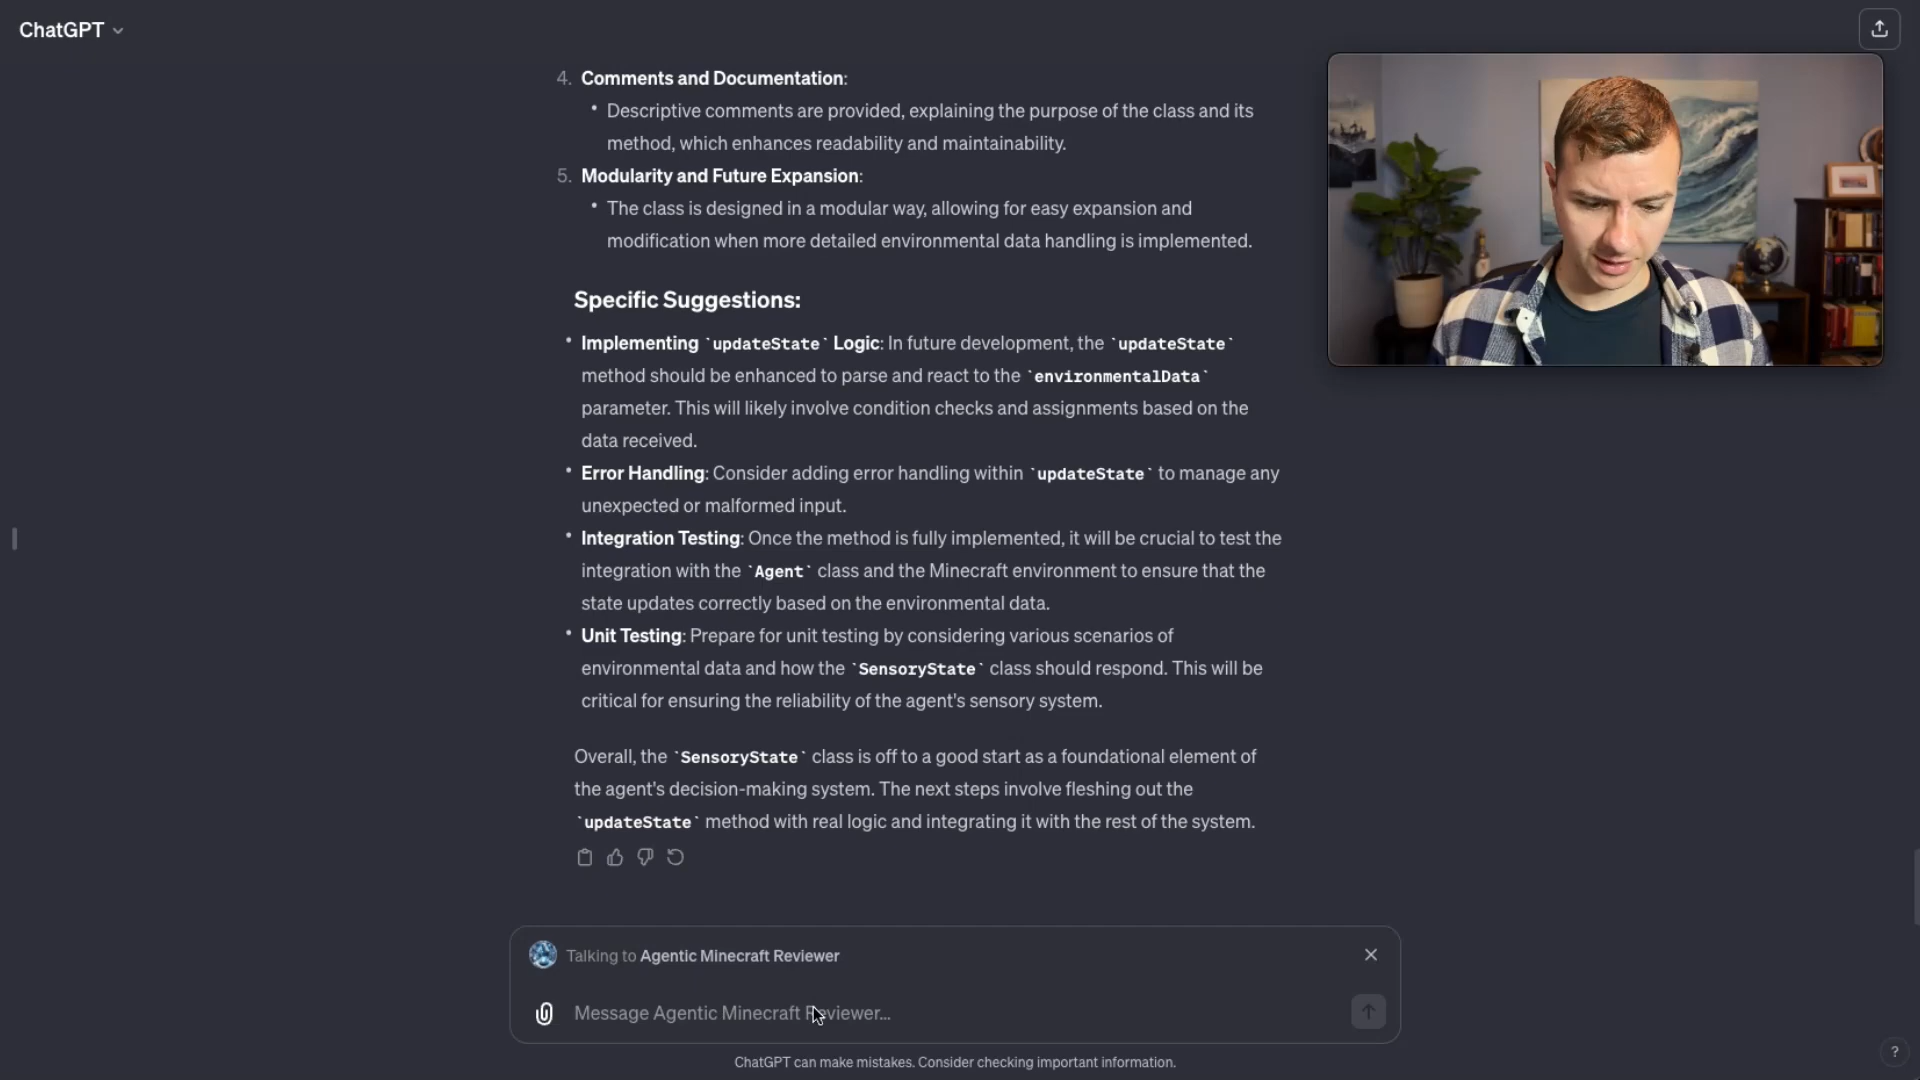 ChatGPT
4. Comments and Documentation:
• Descriptive comments are provided, explaining the purpose of the class and its
method, which enhances readability and maintainability.
5. Modularity and Future Expansion:
• The class is designed in a modular way, allowing for easy expansion and
modification when more detailed environmental data handling is implemented.
Specific Suggestions:
• Implementing `updateState` Logic: In future development, the `updateState`
method should be enhanced to parse and react to the `environmentalData`
parameter. This will likely involve condition checks and assignments based on the
data received.
• Error Handling: Consider adding error handling within `updateState` to manage any
unexpected or malformed input.
• Integration Testing: Once the method is fully implemented, it will be crucial to test the
integration with the `Agent` class and the Minecraft environment to ensure that the
state updates correctly based on the environmental data.
• Unit Testing: Prepare for unit testing by considering various scenarios of
environmental data and how the `SensoryState` class should respond. This will be
critical for ensuring the reliability of the agent's sensory system.
Overall, the `SensoryState` class is off to a good start as a foundational element of
the agent's decision-making system. The next steps involve fleshing out the
`updateState` method with real logic and integrating it with the rest of the system.
Talking to Agentic Minecraft Reviewer
Message Agentic Minecraft Reviewer...
ChatGPT can make mistakes. Consider checking important information.
?